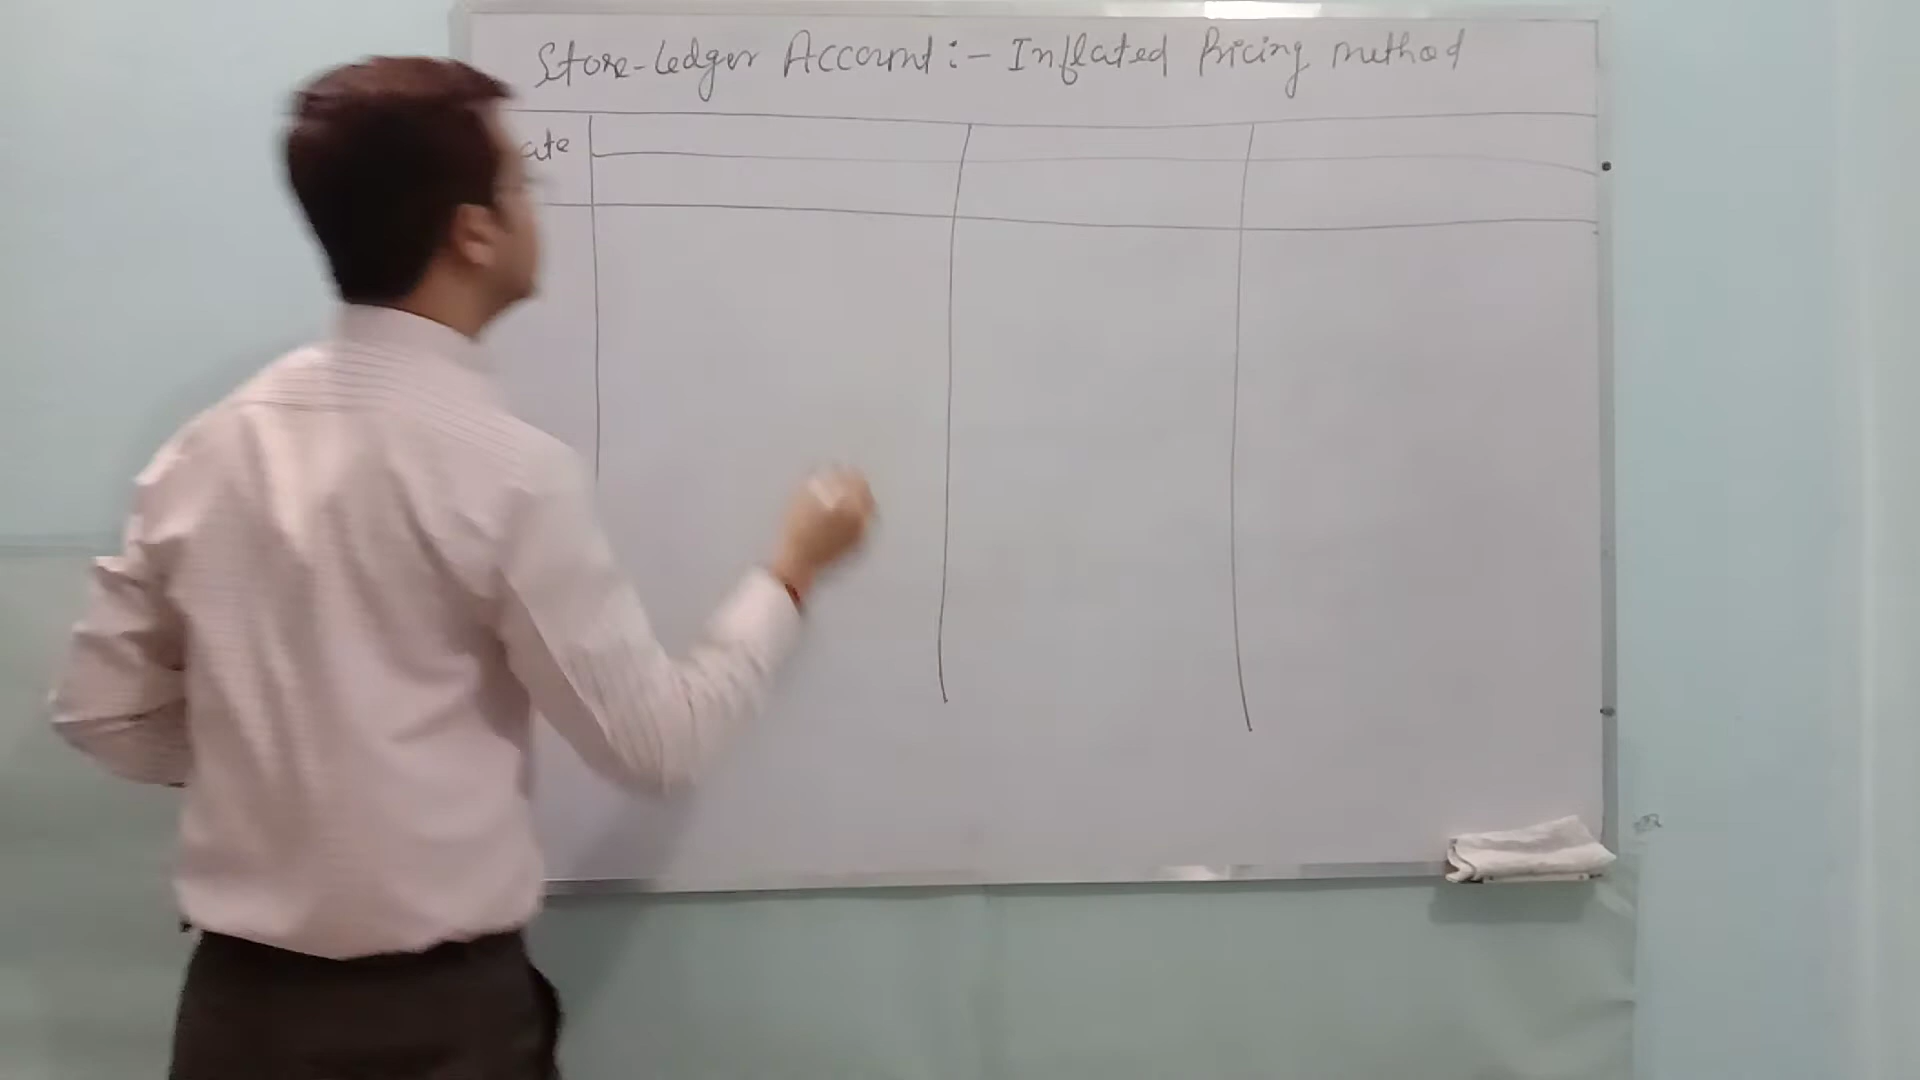 Store-Ledger Account:- Inflated Pricing method
ate